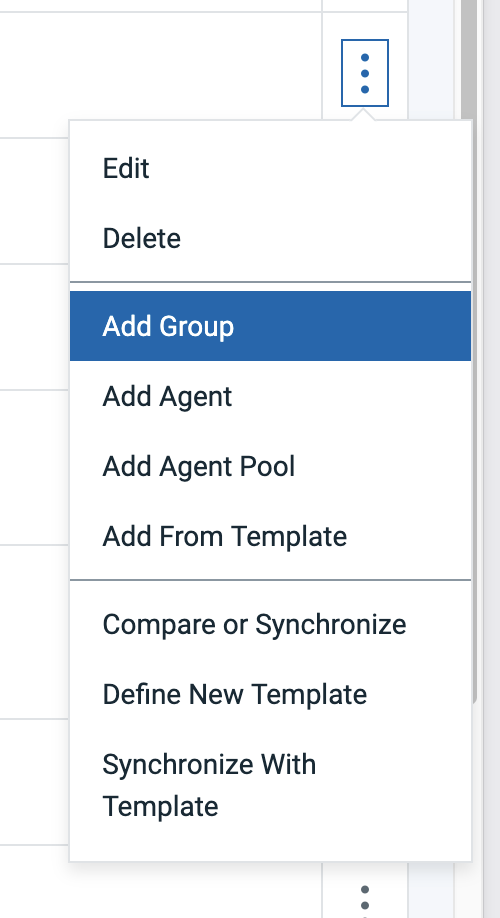 Edit
Delete
Add Group
Add Agent
Add Agent Pool
Add From Template
Compare or Synchronize
Define New Template
Synchronize With
Template